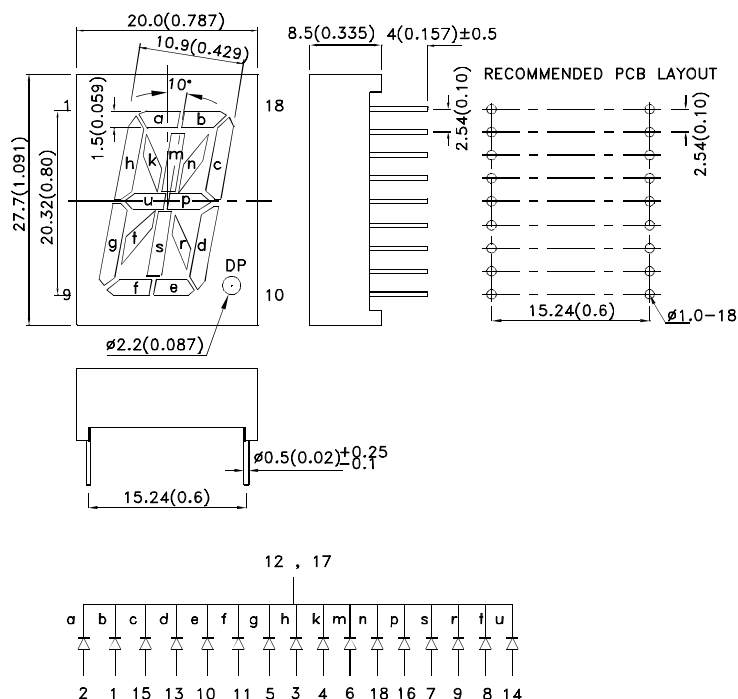 20.0(0.787)
10.9(0.429)
10°
1.5(0.059)
27.7(1.091)
20.32(0.80)
1
18
9
10
a b
h k m n c
u p
g t s r d
f e
DP
ø2.2(0.087)
8.5(0.335)
4(0.157)±0.5
2.54(0.10)
RECOMMENDED PCB LAYOUT
2.54(0.10)
15.24(0.6)
ø1.0-18
ø0.5(0.02)+0.25
-0.1
15.24(0.6)
12 , 17
a b c d e f g h k m n p s r t u
2 1 15 13 10 11 5 3 4 6 18 16 7 9 8 14